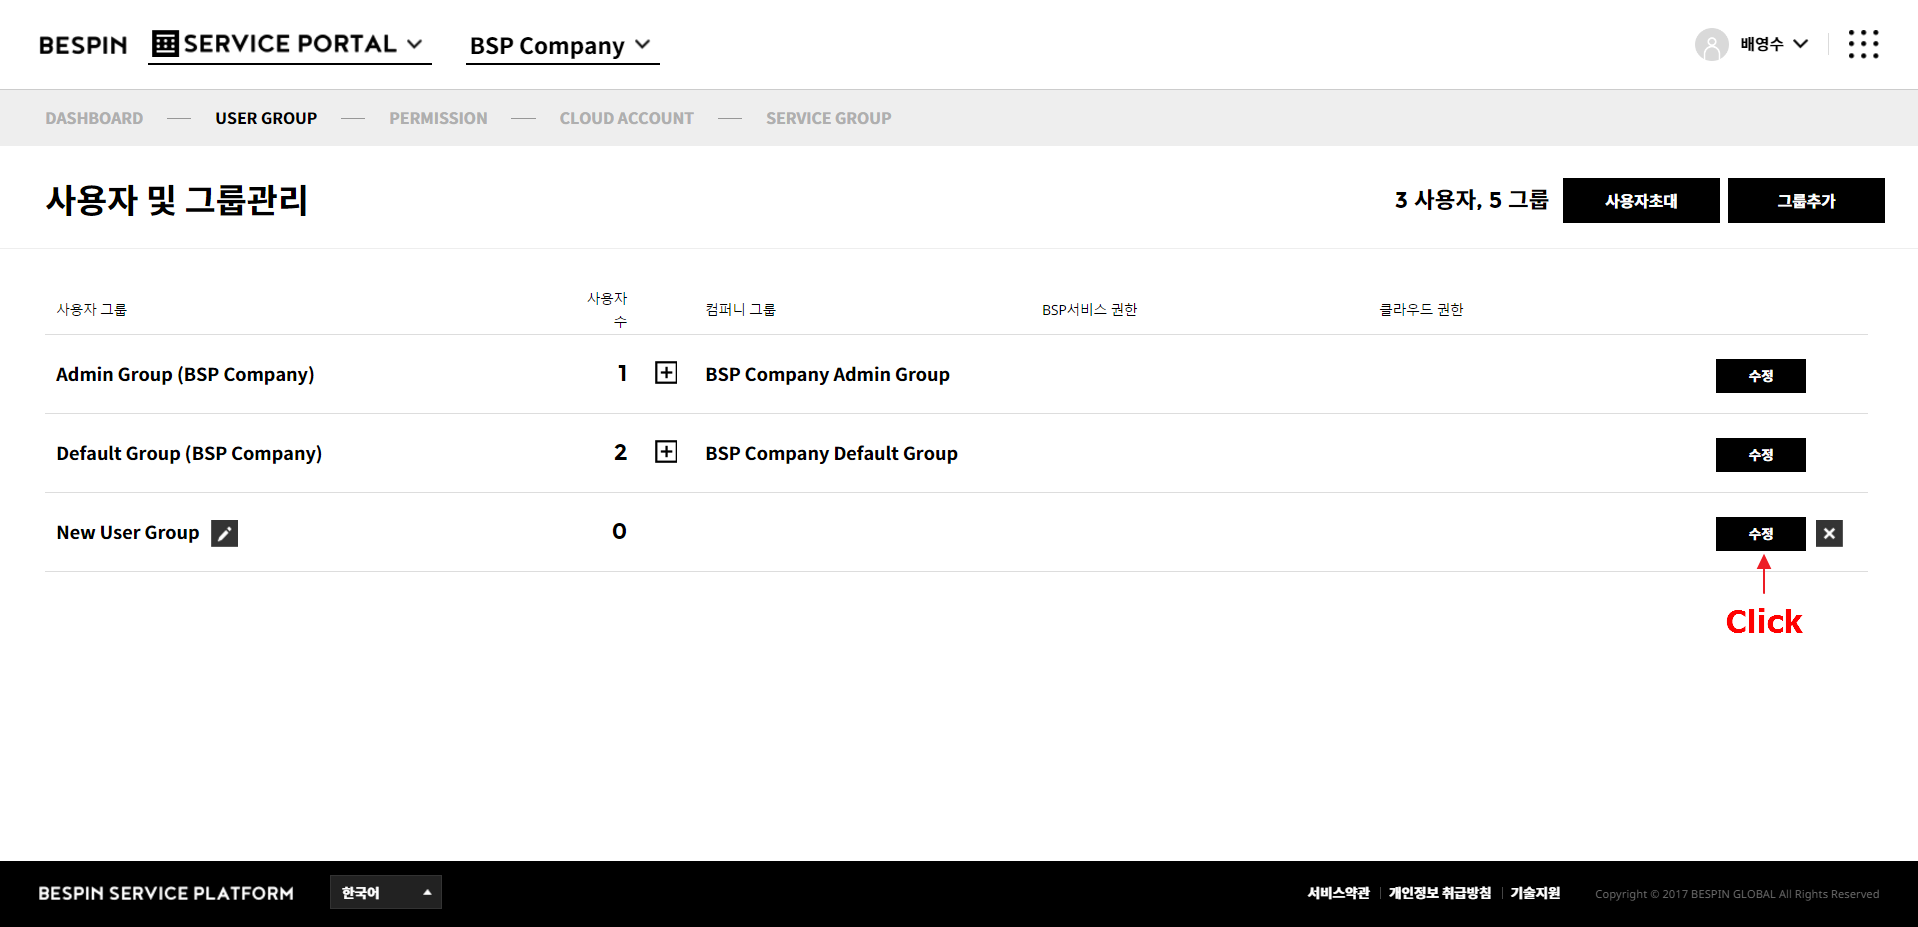 BESPIN SERVICE PORTAL BSP Company 배영수
DASHBOARD USER GROUP PERMISSION CLOUD ACCOUNT SERVICE GROUP
사용자 및 그룹관리 3 사용자, 5 그룹 사용자초대 그룹추가
사용자 그룹 사용자 수 컴퍼니 그룹 BSP서비스 권한 클라우드 권한
Admin Group (BSP Company) 1 BSP Company Admin Group 수정
Default Group (BSP Company) 2 BSP Company Default Group 수정
New User Group 0 수정
Click
BESPIN SERVICE PLATFORM 한국어 서비스약관 개인정보 취급방침 기술지원 Copyright © 2017 BESPIN GLOBAL All Rights Reserved